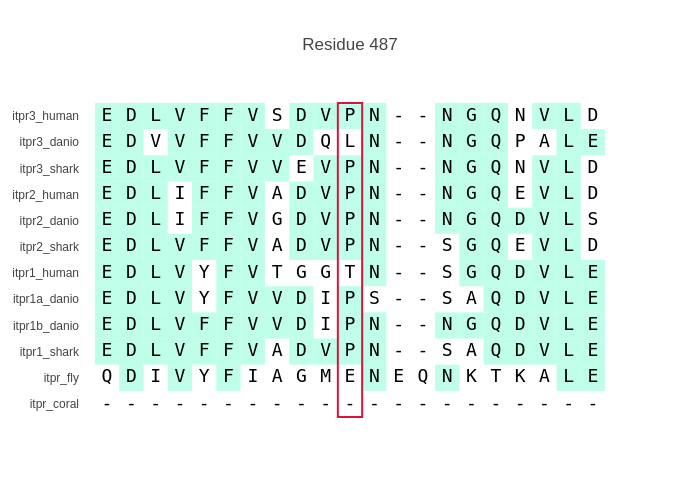 Residue 487
itpr3_human E D L V F F V S D V P N - - N G Q N V L D
itpr3_danio E D V V F F V V D Q L N - - N G Q P A L E
itpr3_shark E D L V F F V V E V P N - - N G Q N V L D
itpr2_human E D L I F F V A D V P N - - N G Q E V L D
itpr2_danio E D L I F F V G D V P N - - N G Q D V L S
itpr2_shark E D L V F F V A D V P N - - S G Q E V L D
itpr1_human E D L V Y F V T G G T N - - S G Q D V L E
itpr1a_danio E D L V Y F V V D I P S - - S A Q D V L E
itpr1b_danio E D L V F F V V D I P N - - N G Q D V L E
itpr1_shark E D L V F F V A D V P N - - S A Q D V L E
itpr_fly Q D I V Y F I A G M E N E Q N K T K A L E
itpr_coral - - - - - - - - - - - - - - - - - - - - -